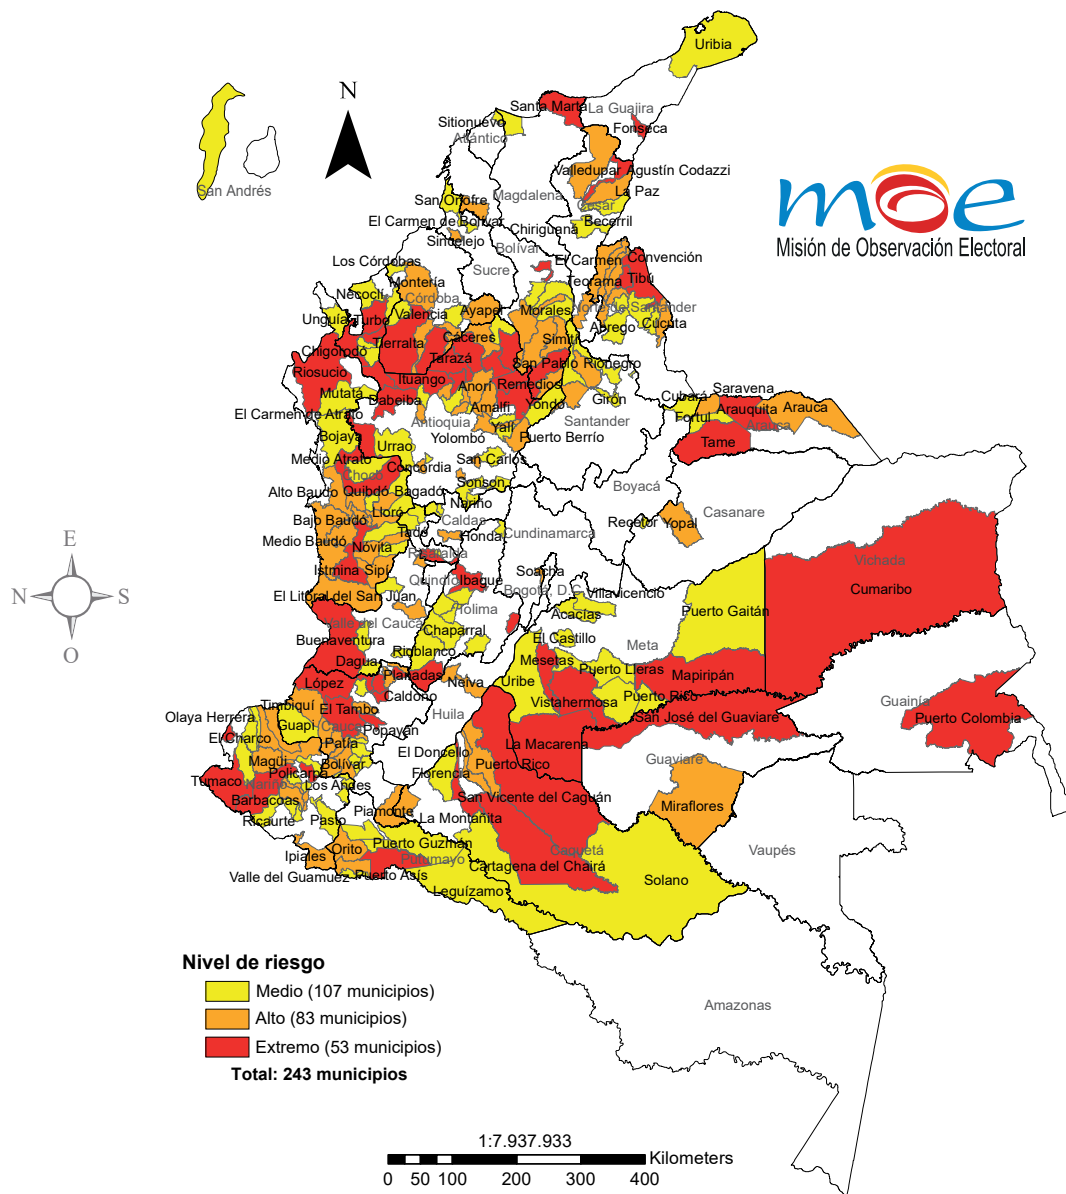 Uribia
N
Santa Marta
La Guajira
Sitionuevo
Atlántico
Fonseca
San Andrés
Valledupar
Agustín Codazzi
La Paz
Magdalena
Cesar
San Onofre
El Carmen de Bolívar
Chiriguaná
Becerril
Sincelejo
Bolívar
moe
Misión de Observación Electoral
Los Córdobas
Sucre
El Carmen
Convención
Montería
Teorama
Tibú
Necoclí
Córdoba
Unguía
Turbo
Valencia
Ayapel
Morales
Norte de Santander
Abrego
Cúcuta
Chigorodó
Tierralta
Cáceres
Simití
Riosucio
Tarazá
San Pablo
Rionegro
Ituango
Anorí
Remedios
Mutatá
Dabeiba
Amalfi
Yondó
Girón
Saravena
Cubará
Fortul
Arauquita
Arauca
Arauca
El Carmen de Atrato
Antioquia
Yalí
Santander
Bojaya
Urrao
Yolombó
Puerto Berrío
Tame
Medio Atrato
Chocó
Concordia
San Carlos
Alto Baudo
Quibdó
Bagadó
Sonson
Boyacá
Nariño
Casanare
Bajo Baudó
Lloró
Caldas
Recetor
Yopal
Medio Baudó
Tadó
Honda
Cundinamarca
Nóvita
Risaralda
Vichada
Istmina
Sipí
Quindío
Ibagué
Soacha
Bogotá, D.C.
Cumaribo
El Litoral del San Juan
Tolima
Villavicencio
Acacías
Puerto Gaitán
Valle del Cauca
Chaparral
Buenaventura
El Castillo
Meta
Rioblanco
Dagua
Mesetas
Puerto Lleras
Mapiripán
Planadas
López
Neiva
Uribe
Puerto Rico
Caldono
Vistahermosa
Guainía
Timbiquí
El Tambo
Olaya Herrera
Guapi
Cauca
Popayán
Huila
San José del Guaviare
Puerto Colombia
El Charco
Patía
El Doncello
La Macarena
Magüí
Bolívar
Puerto Rico
Guaviare
Policarpa
Florencia
Tumaco
Nariño
Los Andes
San Vicente del Caguán
Miraflores
Barbacoas
Piamonte
La Montañita
Ricaurte
Pasto
Puerto Guzmán
Caquetá
Vaupés
Ipiales
Orito
Putumayo
Cartagena del Chairá
Valle del Guamuez
Puerto Asís
Solano
Leguízamo
E
N
S
O
Nivel de riesgo
Medio (107 municipios)
Alto (83 municipios)
Extremo (53 municipios)
Total: 243 municipios
Amazonas
1:7.937.933
Kilometers
0 50 100 200 300 400